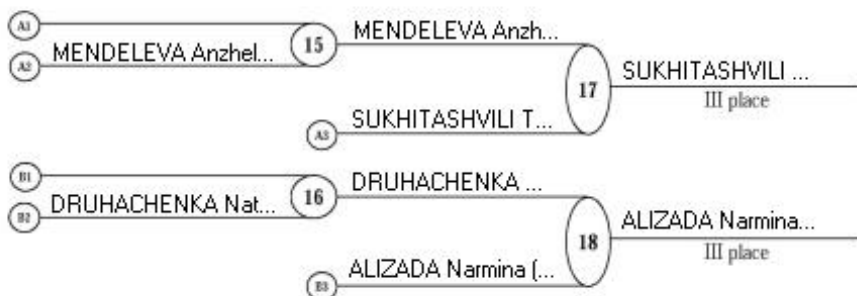 A1
MENDELEVA Anzhel...
A2
15
MENDELEVA Anzh...
SUKHITASHVILI T...
A3
17
SUKHITASHVILI ...
III place
B1
DRUHACHENKA Nat...
B2
16
DRUHACHENKA ...
ALIZADA Narmina (...
B3
18
ALIZADA Narmina...
III place